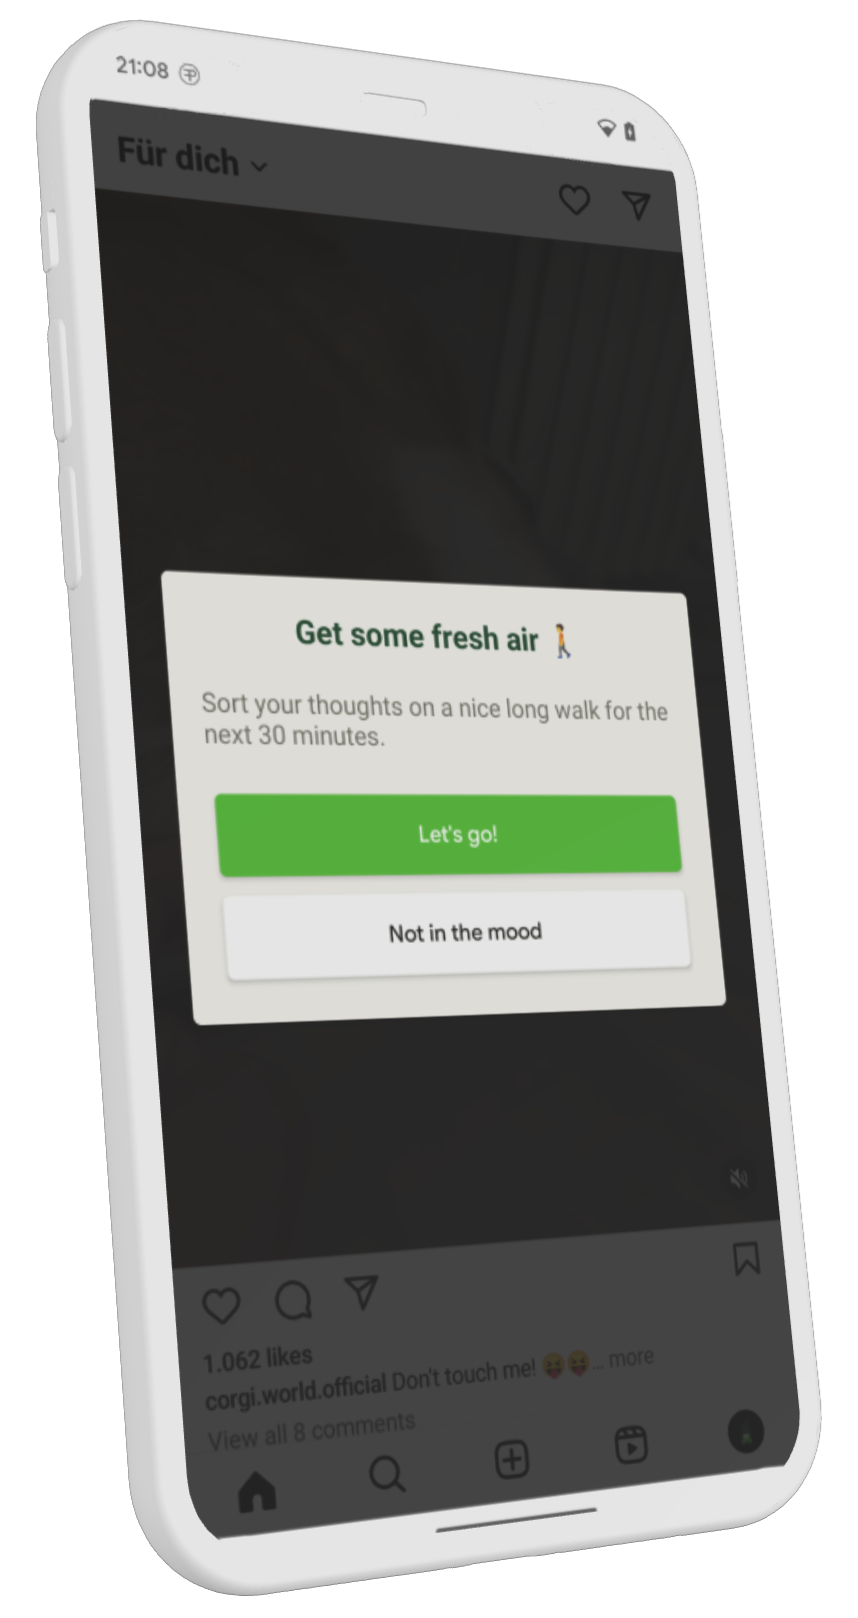 21:08
Für dich
Get some fresh air 🚶
Sort your thoughts on a nice long walk for the
next 30 minutes.
Let's go!
Not in the mood
1.062 likes
corgi.world.official Don't touch me! 😝😝... more
View all 8 comments